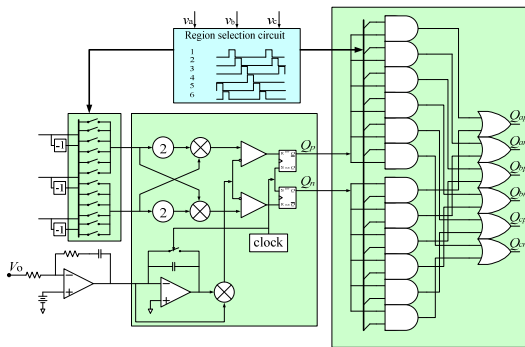 va vb vc
Region selection circuit
1
2
3
4
5
6
-1
-1
-1
2
2
Qp
Qn
clock
Vo
Qap
Qan
Qbp
Qbn
Qcp
Qcn